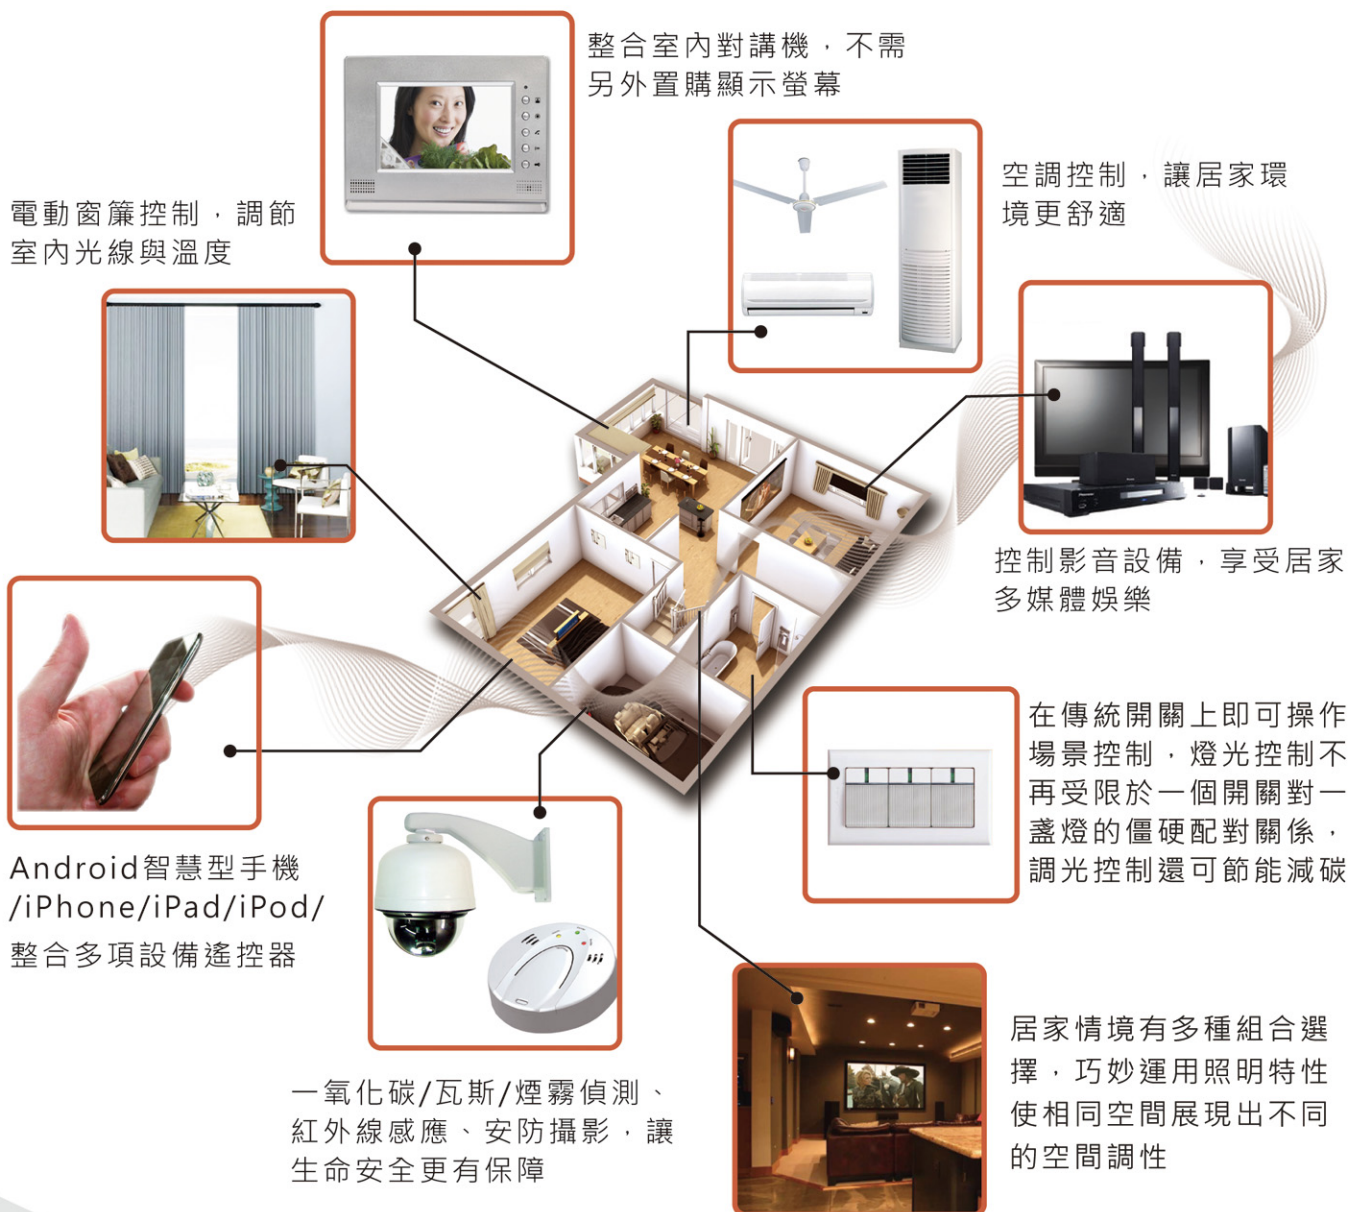 整合室內對講機，不需
另外置購顯示螢幕
空調控制，讓居家環
境更舒適
電動窗簾控制，調節
室內光線與溫度
控制影音設備，享受居家
多媒體娛樂
在傳統開關上即可操作
場景控制，燈光控制不
再受限於一個開關對一
盞燈的僵硬配對關係，
調光控制還可節能減碳
Android智慧型手機
/iPhone/iPad/iPod/
整合多項設備遙控器
一氧化碳/瓦斯/煙霧偵測、
紅外線感應、安防攝影，讓
生命安全更有保障
居家情境有多種組合選
擇，巧妙運用照明特性
使相同空間展現出不同
的空間調性